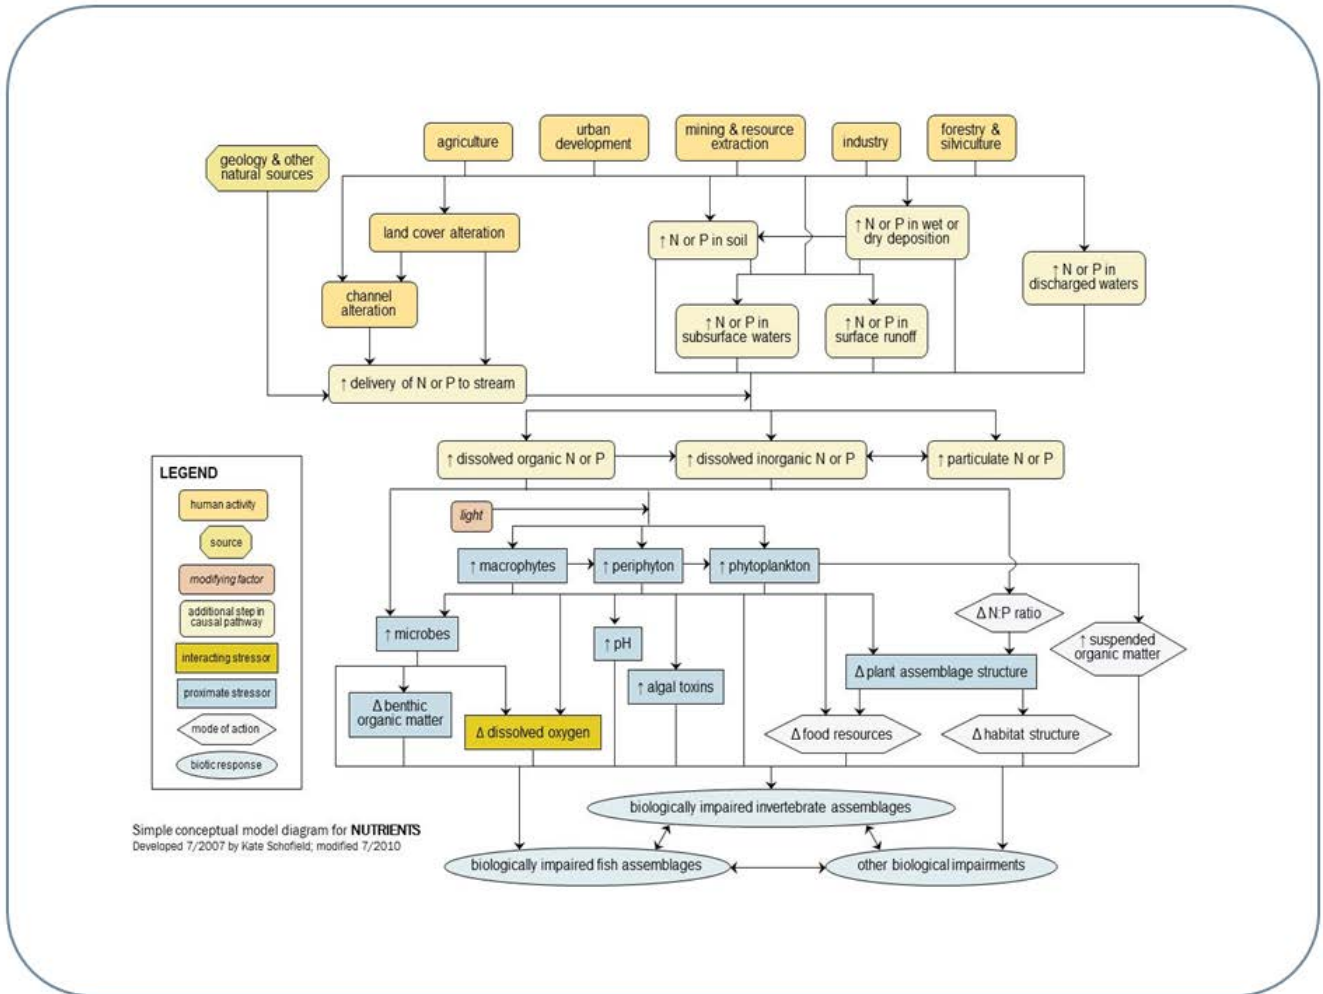 agriculture
urban
development
mining & resource
extraction
industry
forestry &
silviculture
geology & other
natural sources
land cover alteration
↑ N or P in soil
↑ N or P in wet or
dry deposition
↑ N or P in
discharged waters
channel
alteration
↑ N or P in
subsurface waters
↑ N or P in
surface runoff
↑ delivery of N or P to stream
↑ dissolved organic N or P
↑ dissolved inorganic N or P
↑ particulate N or P
LEGEND
human activity
source
modifying factor
additional step in
causal pathway
interacting stressor
proximate stressor
mode of action
biotic response
light
↑ macrophytes
↑ periphyton
↑ phytoplankton
Δ N:P ratio
↑ microbes
↑ pH
↑ suspended
organic matter
Δ plant assemblage structure
↑ algal toxins
Δ benthic
organic matter
Δ dissolved oxygen
Δ food resources
Δ habitat structure
biologically impaired invertebrate assemblages
biologically impaired fish assemblages
other biological impairments
Simple conceptual model diagram for NUTRIENTS
Developed 7/2007 by Kate Schofield; modified 7/2010